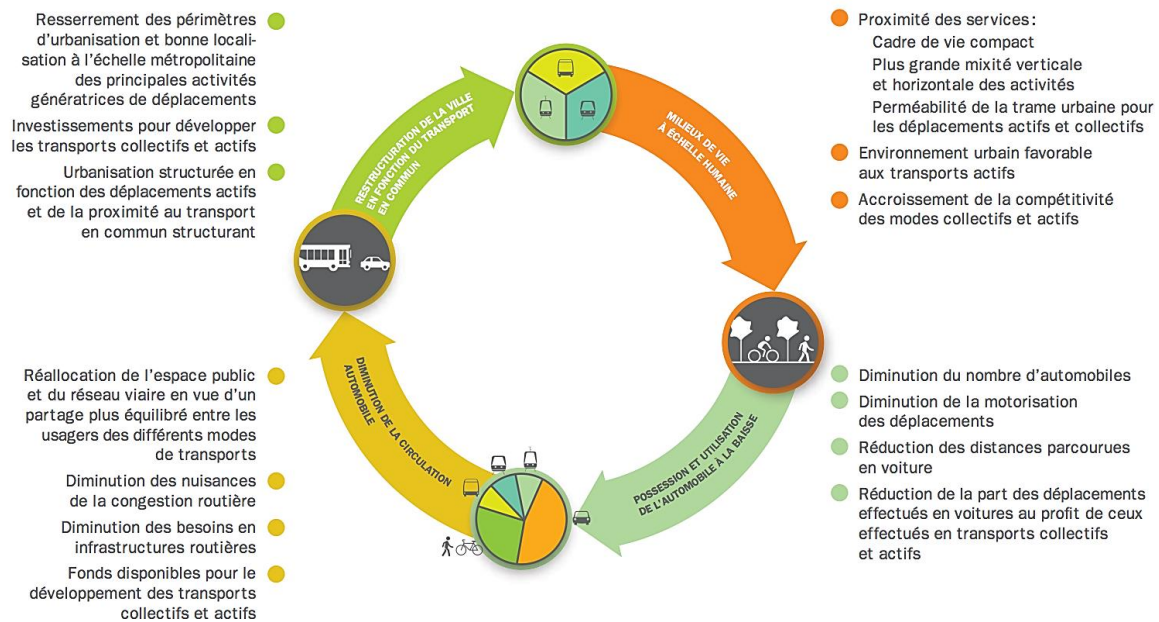 Resserrement des périmètres
d'urbanisation et bonne locali-
sation à l'échelle métropolitaine
des principales activités
génératrices de déplacements
Investissements pour développer
les transports collectifs et actifs
Urbanisation structurée en
fonction des déplacements actifs
et de la proximité au transport
en commun structurant
RESTRUCTURATION DE LA VILLE
EN FONCTION DU TRANSPORT
EN COMMUN
MILIEUX DE VIE
À ÉCHELLE HUMAINE
Proximité des services :
Cadre de vie compact
Plus grande mixité verticale
et horizontale des activités
Perméabilité de la trame urbaine pour
les déplacements actifs et collectifs
Environnement urbain favorable
aux transports actifs
Accroissement de la compétitivité
des modes collectifs et actifs
Réallocation de l'espace public
et du réseau viaire en vue d'un
partage plus équilibré entre les
usagers des différents modes
de transports
Diminution des nuisances
de la congestion routière
Diminution des besoins en
infrastructures routières
Fonds disponibles pour le
développement des transports
collectifs et actifs
DIMINUTION DE LA CIRCULATION
AUTOMOBILE
POSSESSION ET UTILISATION
DE L'AUTOMOBILE À LA BAISSE
Diminution du nombre d'automobiles
Diminution de la motorisation
des déplacements
Réduction des distances parcourues
en voiture
Réduction de la part des déplacements
effectués en voitures au profit de ceux
effectués en transports collectifs
et actifs